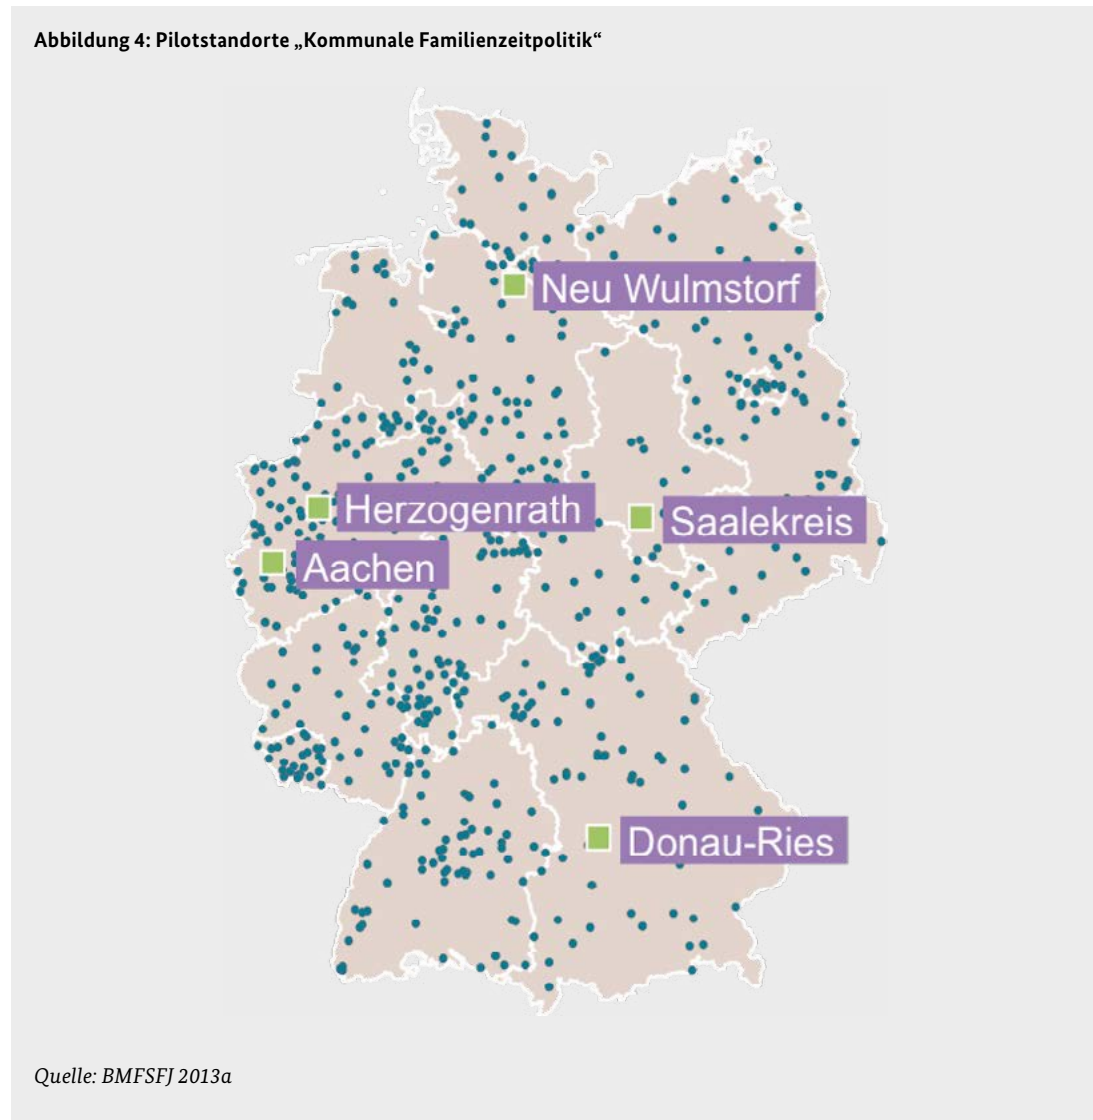 Abbildung 4: Pilotstandorte „Kommunale Familienzeitpolitik“
Neu Wulmstorf
Herzogenrath
Saalekreis
Aachen
Donau-Ries
Quelle: BMFSFJ 2013a